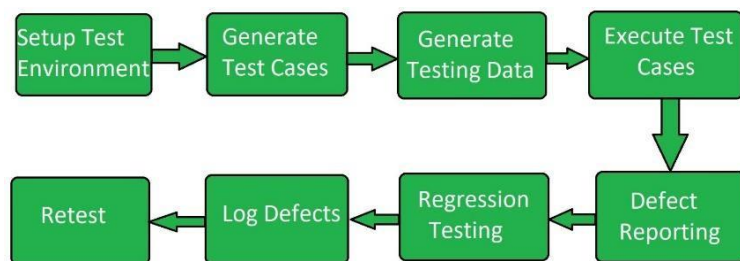 Setup Test
Environment
Generate
Test Cases
Generate
Testing Data
Execute Test
Cases
Defect
Reporting
Regression
Testing
Log Defects
Retest